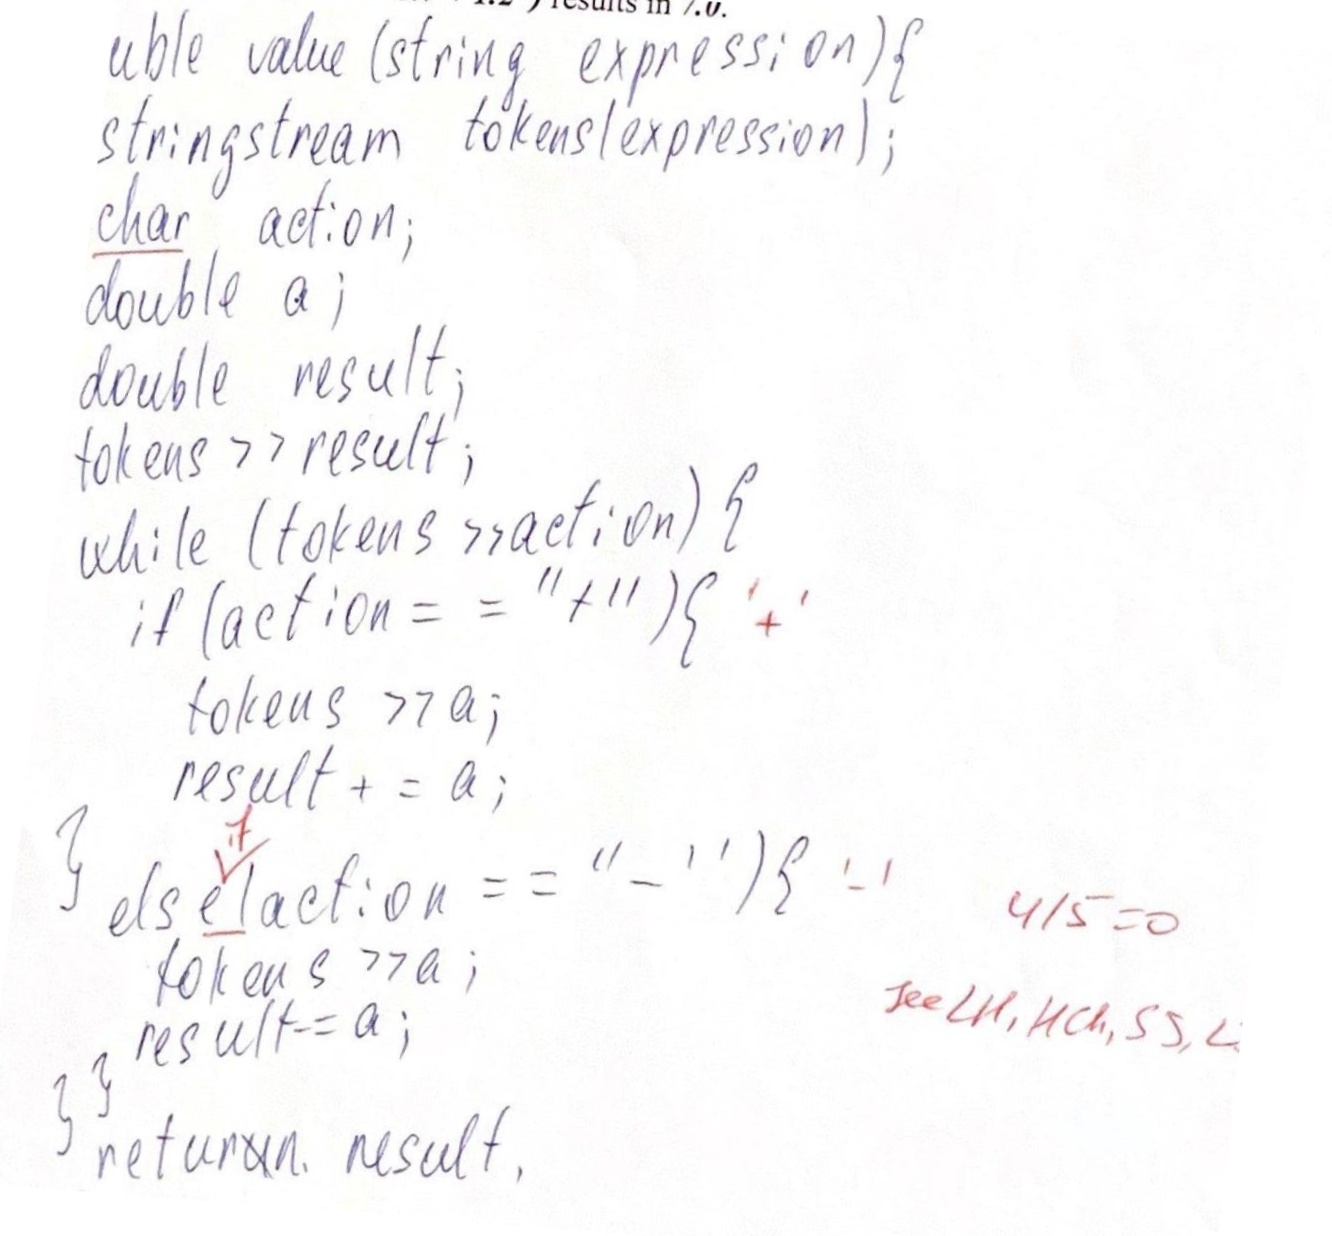 1.2") results in 7.0.
uble value (string expression){
stringstream tokens(expression);
char action;
double a;
double result;
tokens >> result;
while (tokens >> action) {
if (action = = "+"){ '+'
tokens >> a;
result + = a;
if
} else(action = = "-"){ '-'
4/5=0
tokens >> a;
see LH, HCh, SS, L
result-= a;
}}
return. result,